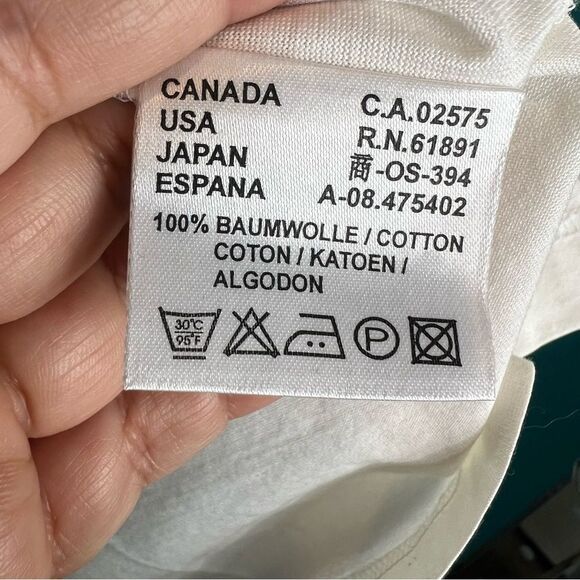 CANADA C.A.02575
USA R.N.61891
JAPAN 商-OS-394
ESPANA A-08.475402
100% BAUMWOLLE / COTTON
COTON / KATOEN /
ALGODON
30°C
95°F
P